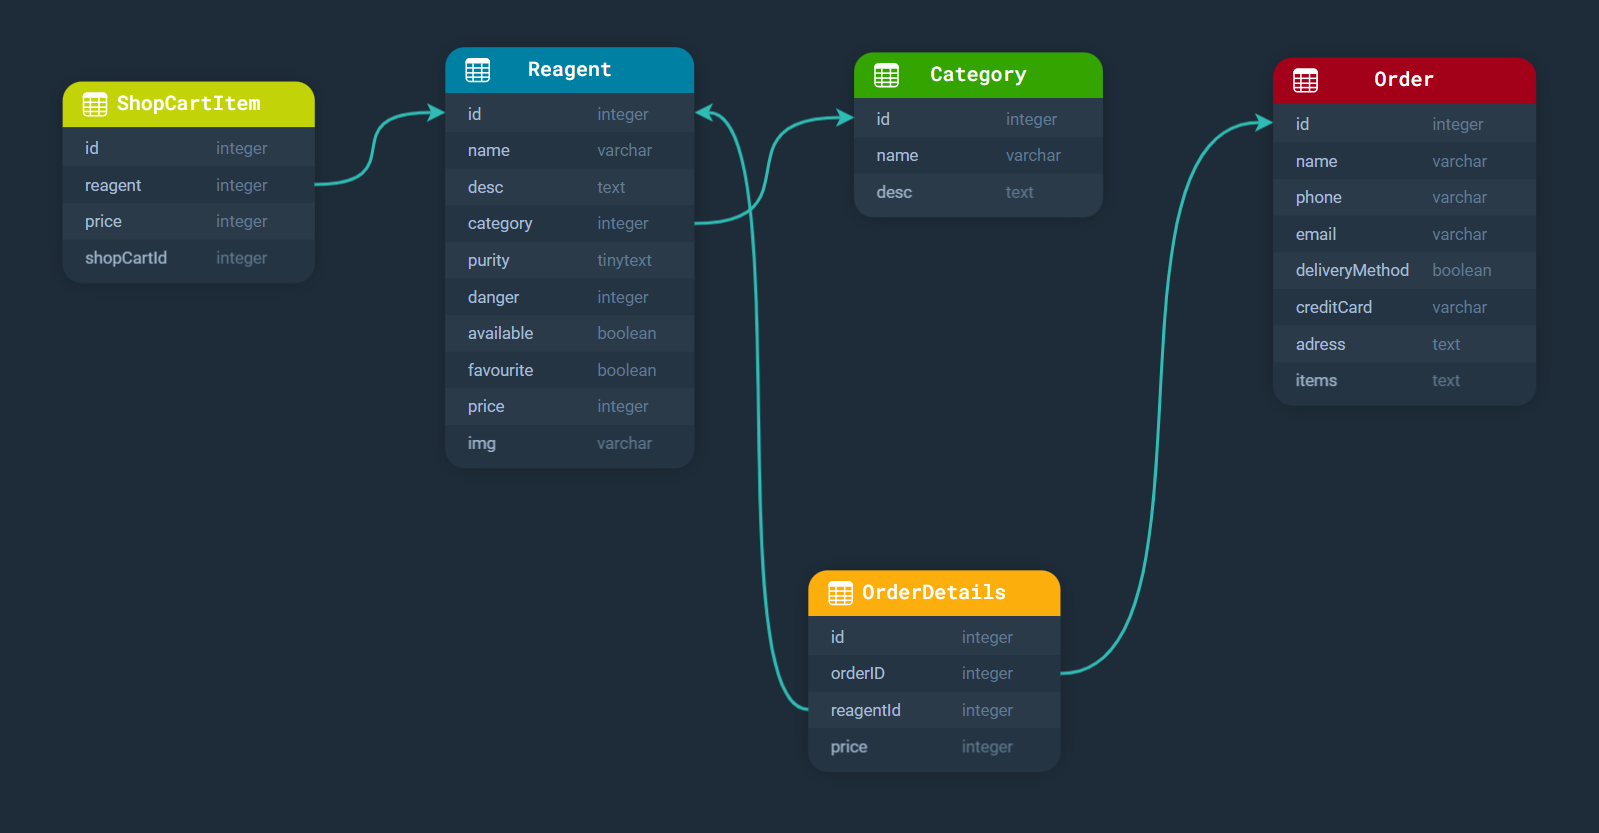 ShopCartItem
id integer
reagent integer
price integer
shopCartId integer
Reagent
id integer
name varchar
desc text
category integer
purity tinytext
danger integer
available boolean
favourite boolean
price integer
img varchar
Category
id integer
name varchar
desc text
Order
id integer
name varchar
phone varchar
email varchar
deliveryMethod boolean
creditCard varchar
adress text
items text
OrderDetails
id integer
orderID integer
reagentId integer
price integer